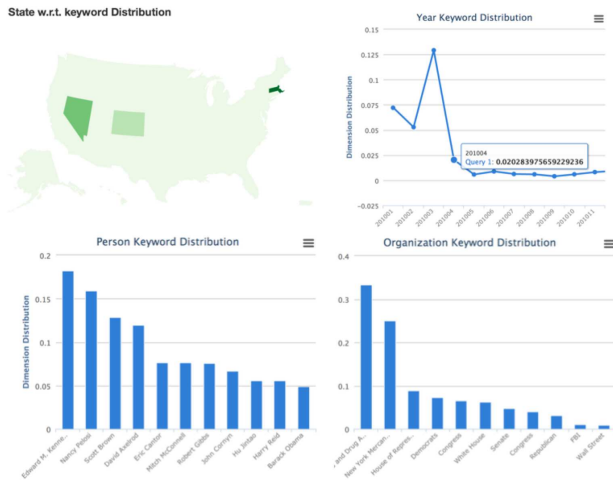 State w.r.t. keyword Distribution
Year Keyword Distribution
Dimension Distribution
0.15
0.125
0.1
0.075
0.05
0.025
0
-0.025
201004
Query 1: 0.020283975659229236
201001
201002
201003
201004
201005
201006
201007
201008
201009
201010
201011
Person Keyword Distribution
Dimension Distribution
0.2
0.15
0.1
0.05
0
Edward M. Kenne..
Nancy Pelosi
Scott Brown
David Axelrod
Eric Cantor
Mitch McConnell
Robert Gibbs
John Cornyn
Hu Jintao
Harry Reid
Barack Obama
Organization Keyword Distribution
0.4
0.3
0.2
0.1
0
and Drug A..
New York Mercan..
House of Repres..
Democrats
Congress
White House
Senate
Congress
Republican
FBI
Wall Street